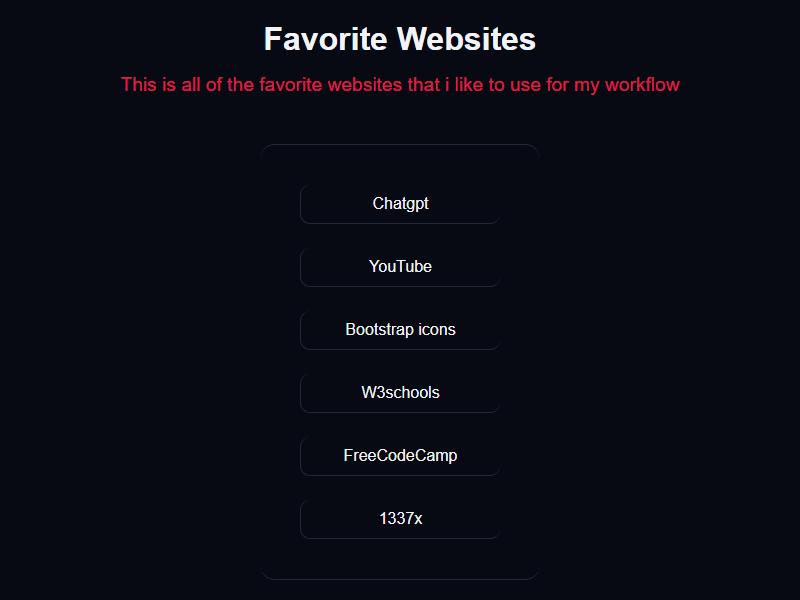 Favorite Websites
This is all of the favorite websites that i like to use for my workflow
Chatgpt
YouTube
Bootstrap icons
W3schools
FreeCodeCamp
1337x